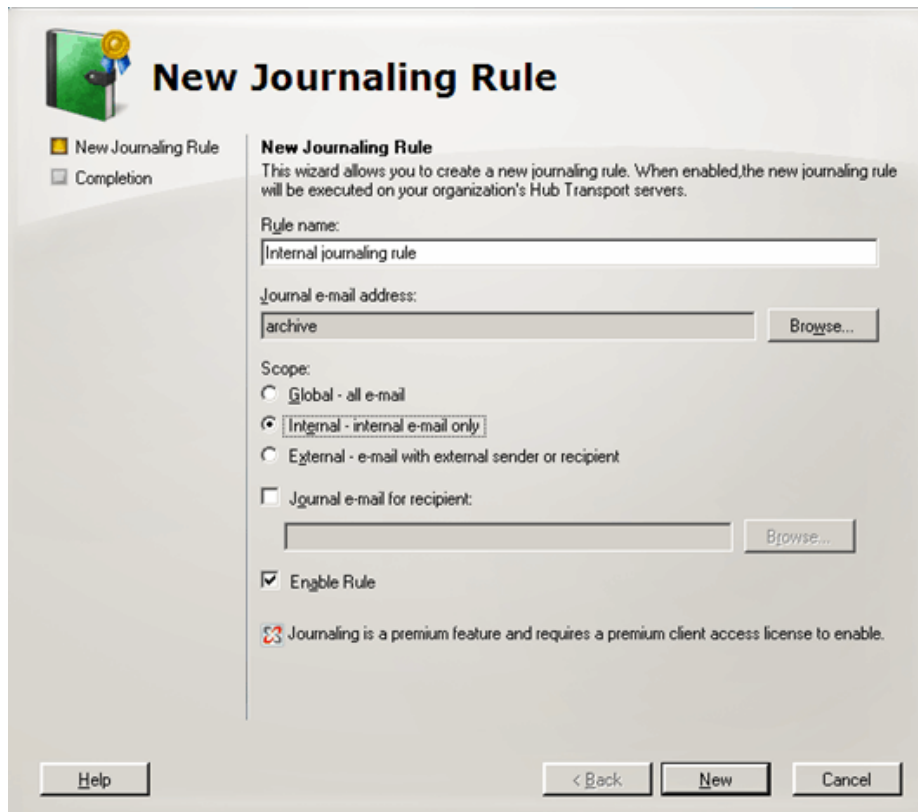 New Journaling Rule
New Journaling Rule
Completion
New Journaling Rule
This wizard allows you to create a new journaling rule. When enabled,the new journaling rule
will be executed on your organization's Hub Transport servers.
Rule name:
Internal journaling rule
Journal e-mail address:
archive
Browse...
Scope:
Global - all e-mail
Internal - internal e-mail only
External - e-mail with external sender or recipient
Journal e-mail for recipient:
Browse...
Enable Rule
Journaling is a premium feature and requires a premium client access license to enable.
Help
< Back
New
Cancel